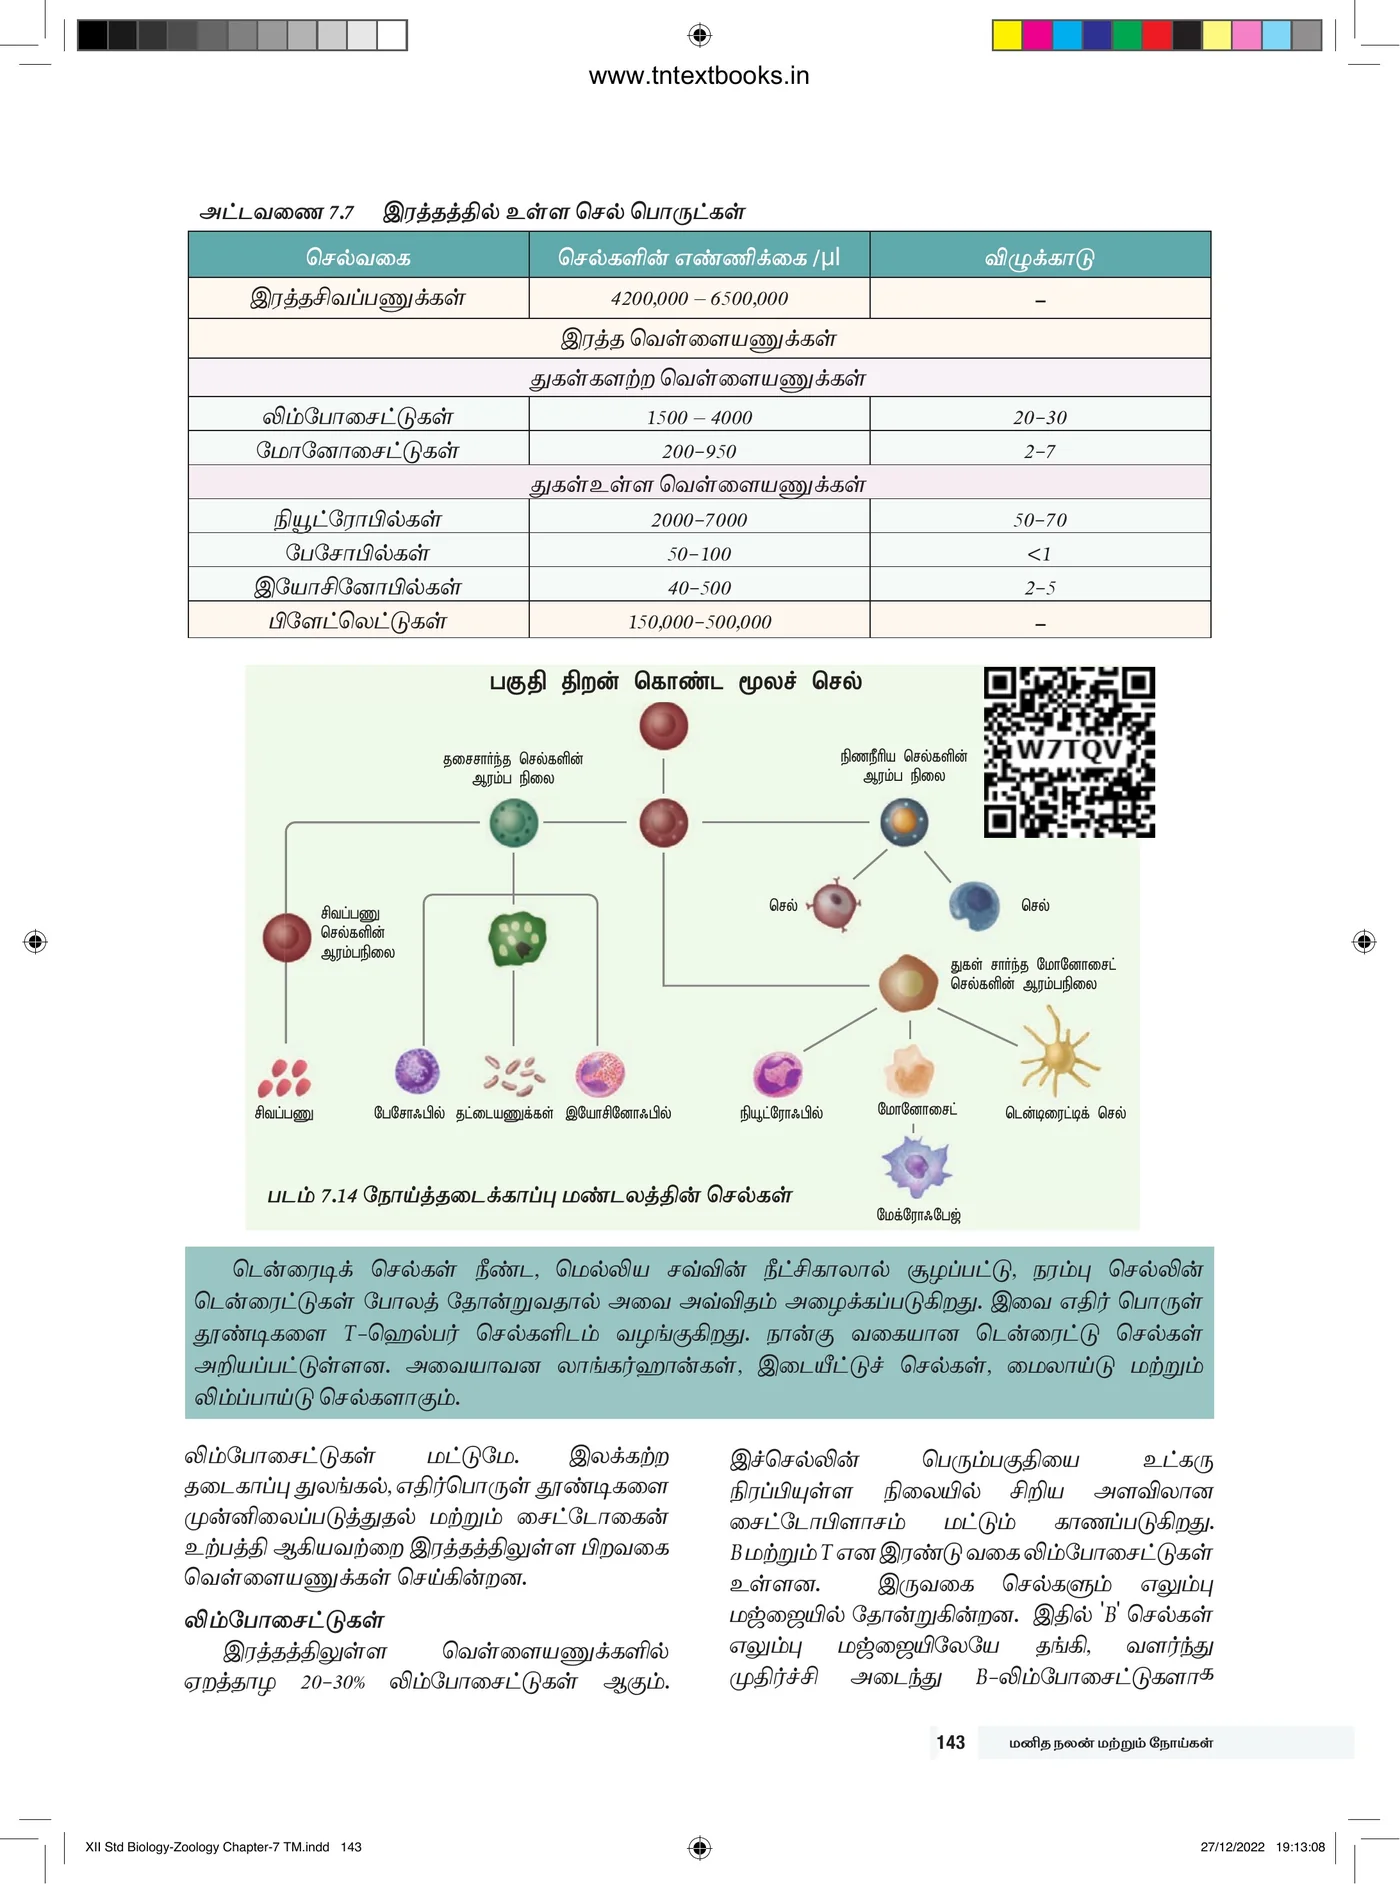 www.tntextbooks.in
அட்டவணை 7.7 இரத்தத்தில் உள்ள செல் பொருட்கள்
செல்வகை செல்களின் எண்ணிக்கை /µl விழுக்காடு
இரத்தசிவப்பணுக்கள் 4200,000 – 6500,000 –
இரத்த வெள்ளையணுக்கள்
துகள்களற்ற வெள்ளையணுக்கள்
லிம்போசைட்டுகள் 1500 – 4000 20-30
மோனோசைட்டுகள் 200-950 2-7
துகள்உள்ள வெள்ளையணுக்கள்
நியூட்ரோபில்கள் 2000-7000 50-70
பேசோபில்கள் 50-100 <1
இயோசினோபில்கள் 40-500 2-5
பிளேட்லெட்டுகள் 150,000-500,000 –
பகுதி திறன் கொண்ட மூலச் செல்
W7TQV
தசைசார்ந்த செல்களின்
ஆரம்ப நிலை
நிணநீரிய செல்களின்
ஆரம்ப நிலை
செல்
செல்
சிவப்பணு
செல்களின்
ஆரம்பநிலை
துகள் சார்ந்த மோனோசைட்
செல்களின் ஆரம்பநிலை
சிவப்பணு
பேசோஃபில்
தட்டையணுக்கள்
இயோசினோஃபில்
நியூட்ரோஃபில்
மோனோசைட்
டென்டிரைட்டிக் செல்
மேக்ரோஃபேஜ்
படம் 7.14 நோய்த்தடைக்காப்பு மண்டலத்தின் செல்கள்
டென்ரைடிக் செல்கள் நீண்ட, மெல்லிய சவ்வின் நீட்சிகாலால் சூழப்பட்டு, நரம்பு செல்லின்
டென்ரைட்டுகள் போலத் தோன்றுவதால் அவை அவ்விதம் அழைக்கப்படுகிறது. இவை எதிர் பொருள்
தூண்டிகளை T-ஹெல்பர் செல்களிடம் வழங்குகிறது. நான்கு வகையான டென்ரைட்டு செல்கள்
அறியப்பட்டுள்ளன. அவையாவன லாங்கர்ஹான்கள், இடையீட்டுச் செல்கள், மைலாய்டு மற்றும்
லிம்ப்பாய்டு செல்களாகும்.
லிம்போசைட்டுகள் மட்டுமே. இலக்கற்ற
தடைகாப்பு துலங்கல், எதிர்பொருள் தூண்டிகளை
முன்னிலைப்படுத்துதல் மற்றும் சைட்டோகைன்
உற்பத்தி ஆகியவற்றை இரத்தத்திலுள்ள பிறவகை
வெள்ளையணுக்கள் செய்கின்றன.
லிம்போசைட்டுகள்
இரத்தத்திலுள்ள வெள்ளையணுக்களில்
ஏறத்தாழ 20-30% லிம்போசைட்டுகள் ஆகும்.
இச்செல்லின் பெரும்பகுதியை உட்கரு
நிரப்பியுள்ள நிலையில் சிறிய அளவிலான
சைட்டோபிளாசம் மட்டும் காணப்படுகிறது.
B மற்றும் T என இரண்டு வகை லிம்போசைட்டுகள்
உள்ளன. இருவகை செல்களும் எலும்பு
மஜ்ஜையில் தோன்றுகின்றன. இதில் 'B' செல்கள்
எலும்பு மஜ்ஜையிலேயே தங்கி, வளர்ந்து
முதிர்ச்சி அடைந்து B-லிம்போசைட்டுகளாக
143 மனித நலன் மற்றும் நோய்கள்
XII Std Biology-Zoology Chapter-7 TM.indd 143 27/12/2022 19:13:08